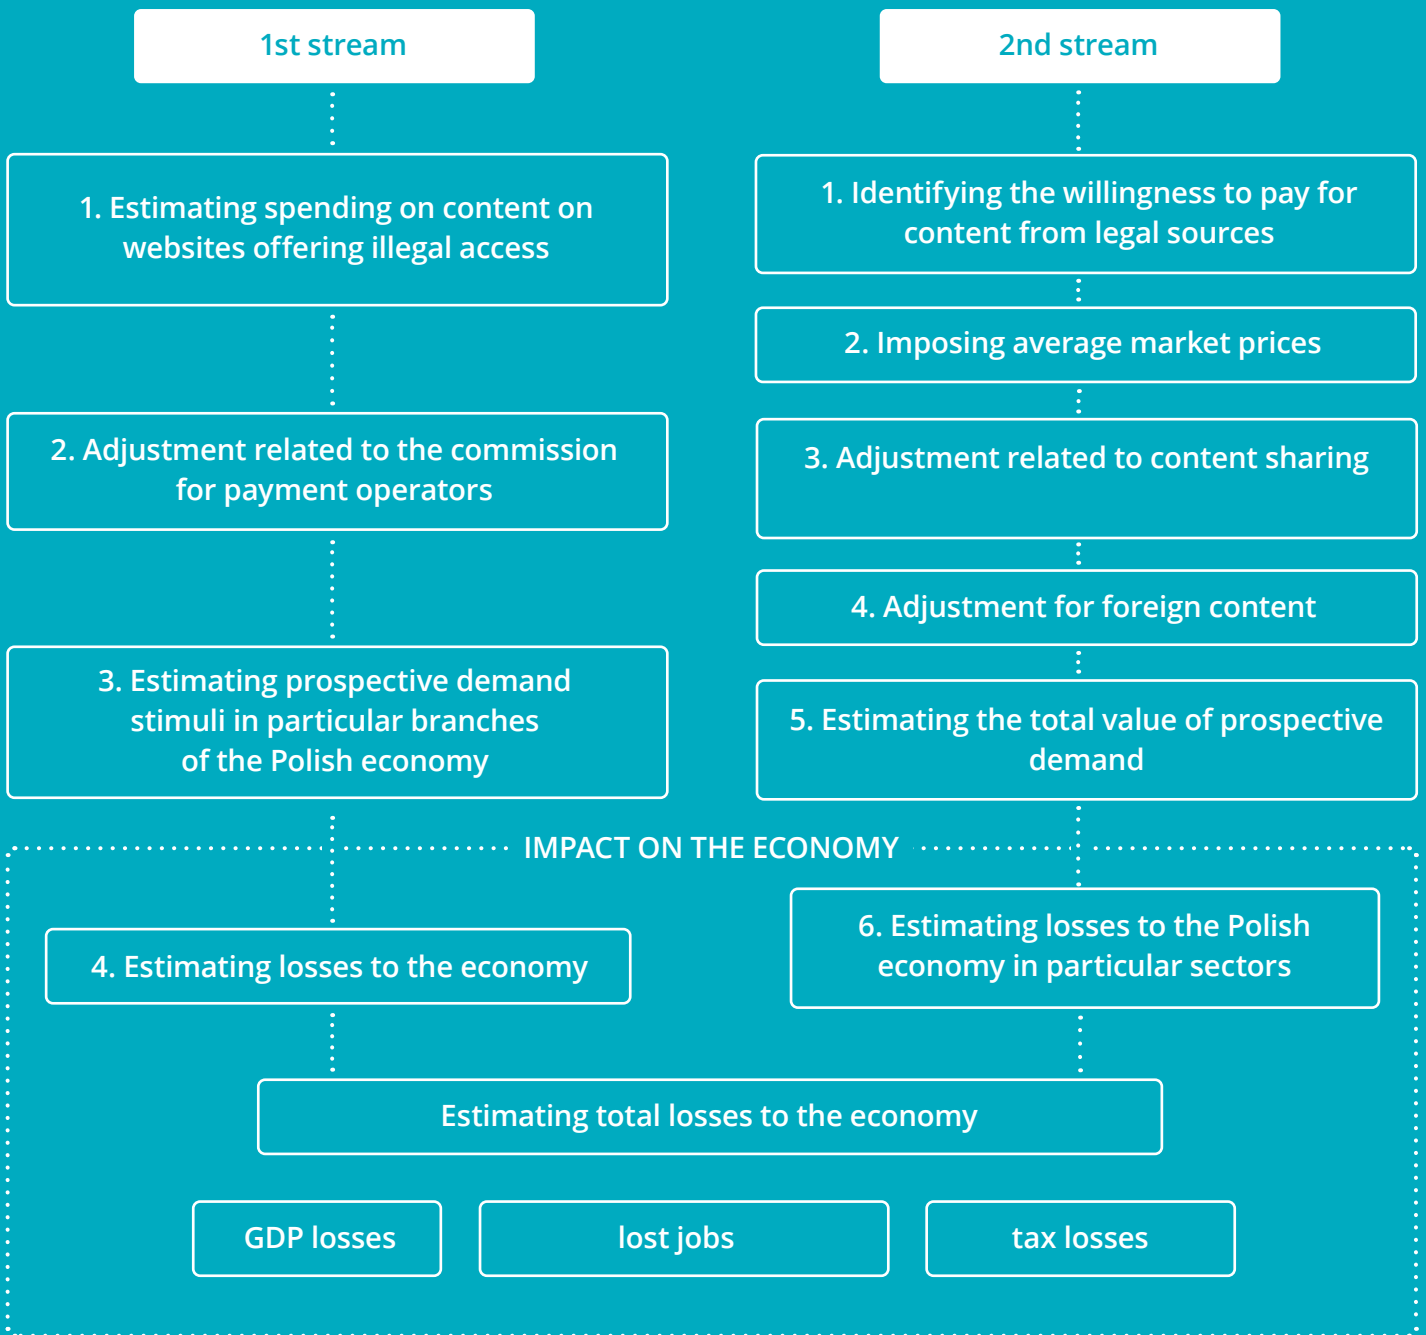 1st stream
1. Estimating spending on content on
websites offering illegal access
2. Adjustment related to the commission
for payment operators
3. Estimating prospective demand
stimuli in particular branches
of the Polish economy
2nd stream
1. Identifying the willingness to pay for
content from legal sources
2. Imposing average market prices
3. Adjustment related to content sharing
4. Adjustment for foreign content
5. Estimating the total value of prospective
demand
IMPACT ON THE ECONOMY
4. Estimating losses to the economy
6. Estimating losses to the Polish
economy in particular sectors
Estimating total losses to the economy
GDP losses
lost jobs
tax losses